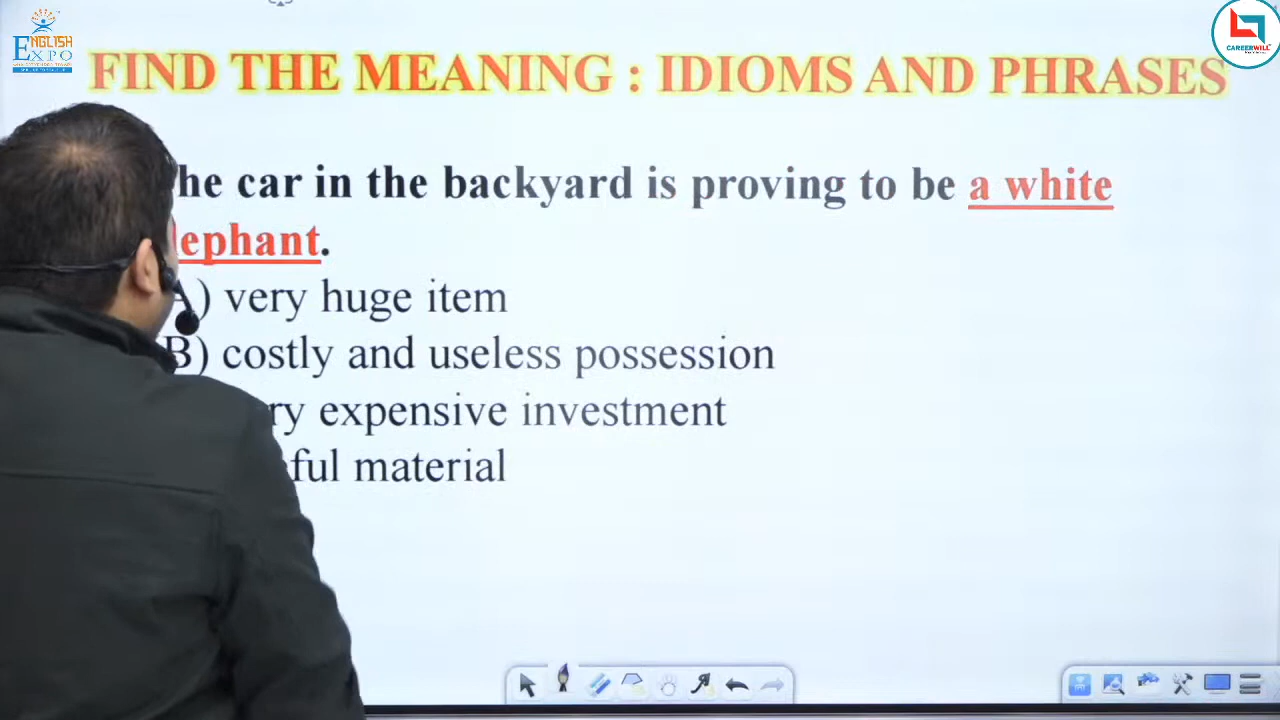 ENGLISH
EXPO
CAREERWILL
FIND THE MEANING : IDIOMS AND PHRASES
he car in the backyard is proving to be a white
lephant.
A) very huge item
B) costly and useless possession
ry expensive investment
ful material